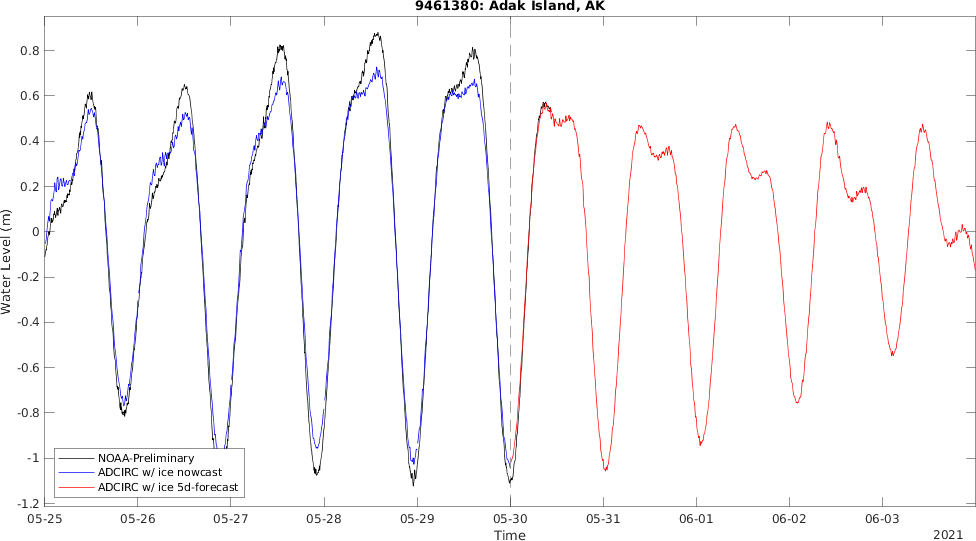 9461380: Adak Island, AK
Water Level (m)
0.8
0.6
0.4
0.2
0
-0.2
-0.4
-0.6
-0.8
-1
-1.2
NOAA-Preliminary
ADCIRC w/ ice nowcast
ADCIRC w/ ice 5d-forecast
05-25 05-26 05-27 05-28 05-29 05-30 05-31 06-01 06-02 06-03
Time
2021